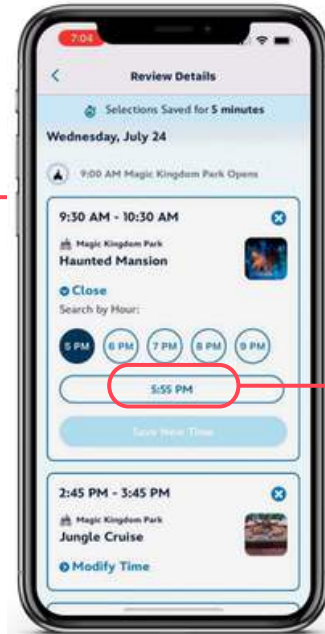 7:04
Review Details
Selections Saved for 5 minutes
Wednesday, July 24
9:00 AM Magic Kingdom Park Opens
9:30 AM - 10:30 AM
Magic Kingdom Park
Haunted Mansion
Close
Search by Hour:
5 PM 6 PM 7 PM 8 PM 9 PM
5:55 PM
Save New Time
2:45 PM - 3:45 PM
Magic Kingdom Park
Jungle Cruise
Modify Time